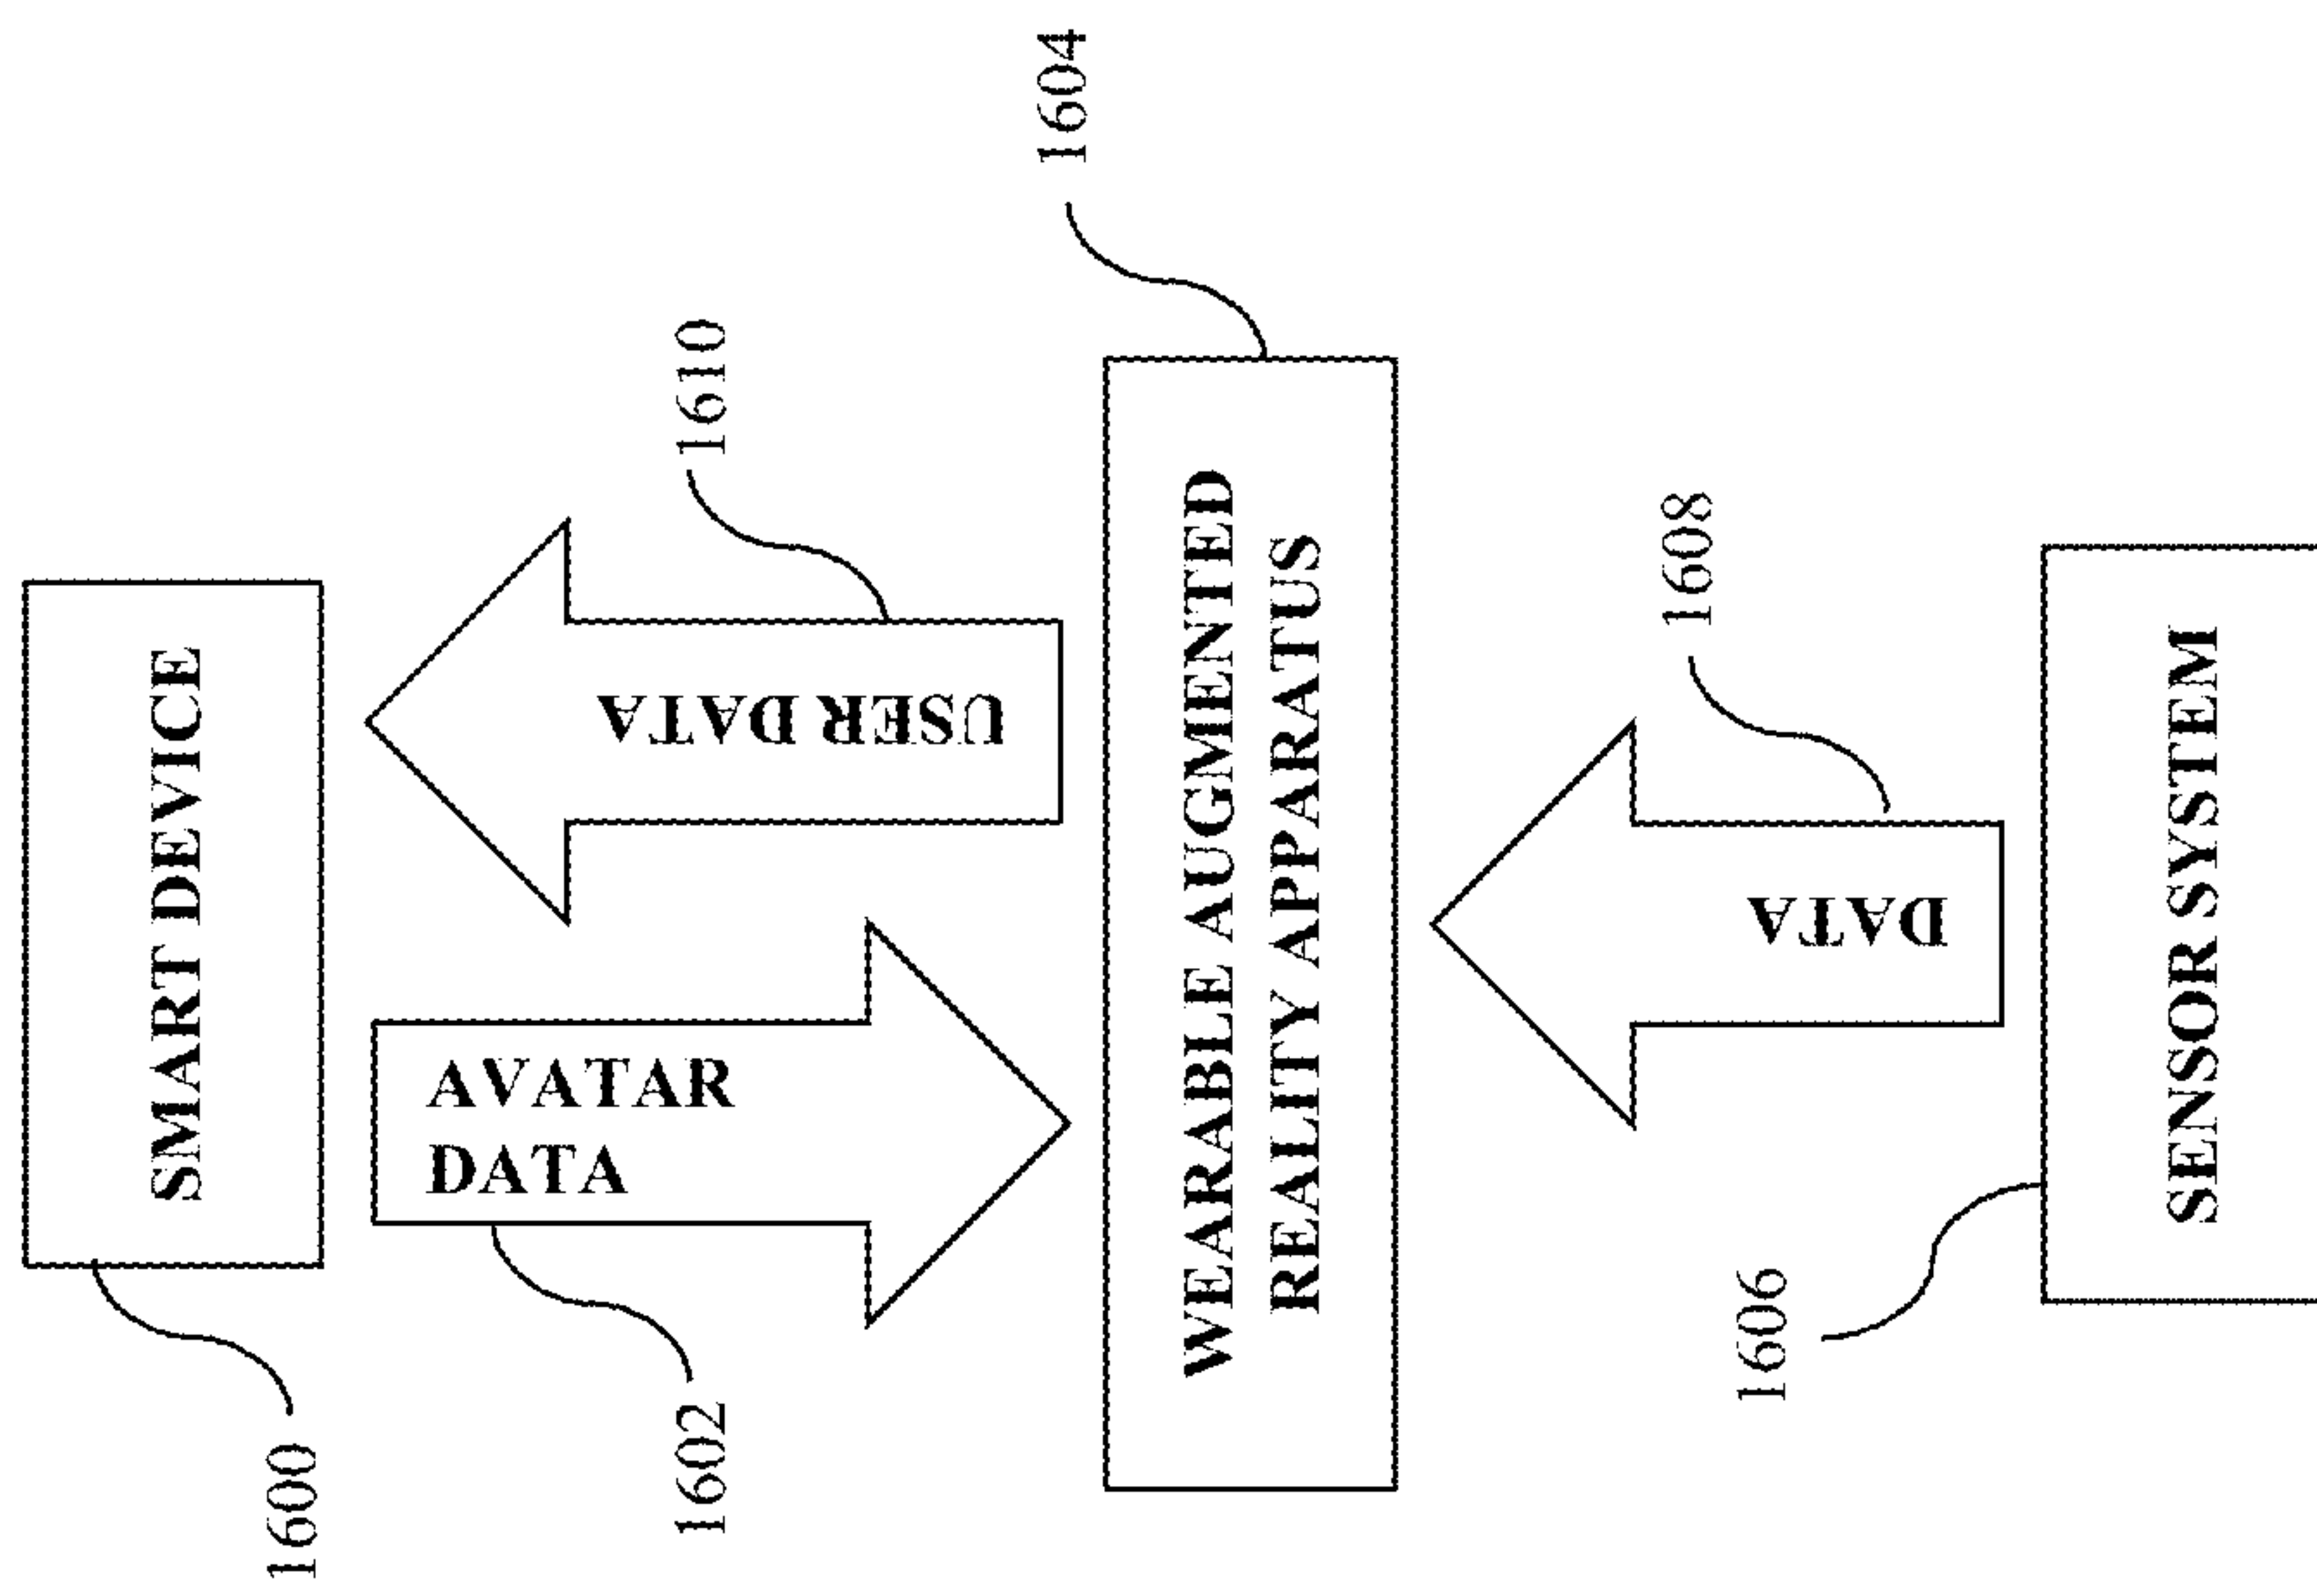 1600
SMART DEVICE
1602
AVATAR
DATA
USER DATA
1610
WEARABLE AUGMENTED
REALITY APPARATUS
1604
1606
DATA
1608
SENSOR SYSTEM